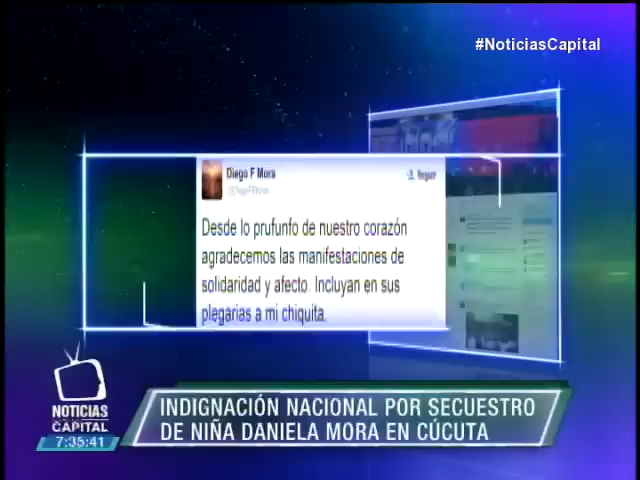 #NoticiasCapital
Diego F Mora
Seguir
Desde lo prufunfo de nuestro corazón
agradecemos las manifestaciones de
solidaridad y afecto. Incluyan en sus
plegarias a mi chiquita.
NOTICIAS
CAPITAL
7:35:41
INDIGNACIÓN NACIONAL POR SECUESTRO
DE NIÑA DANIELA MORA EN CÚCUTA